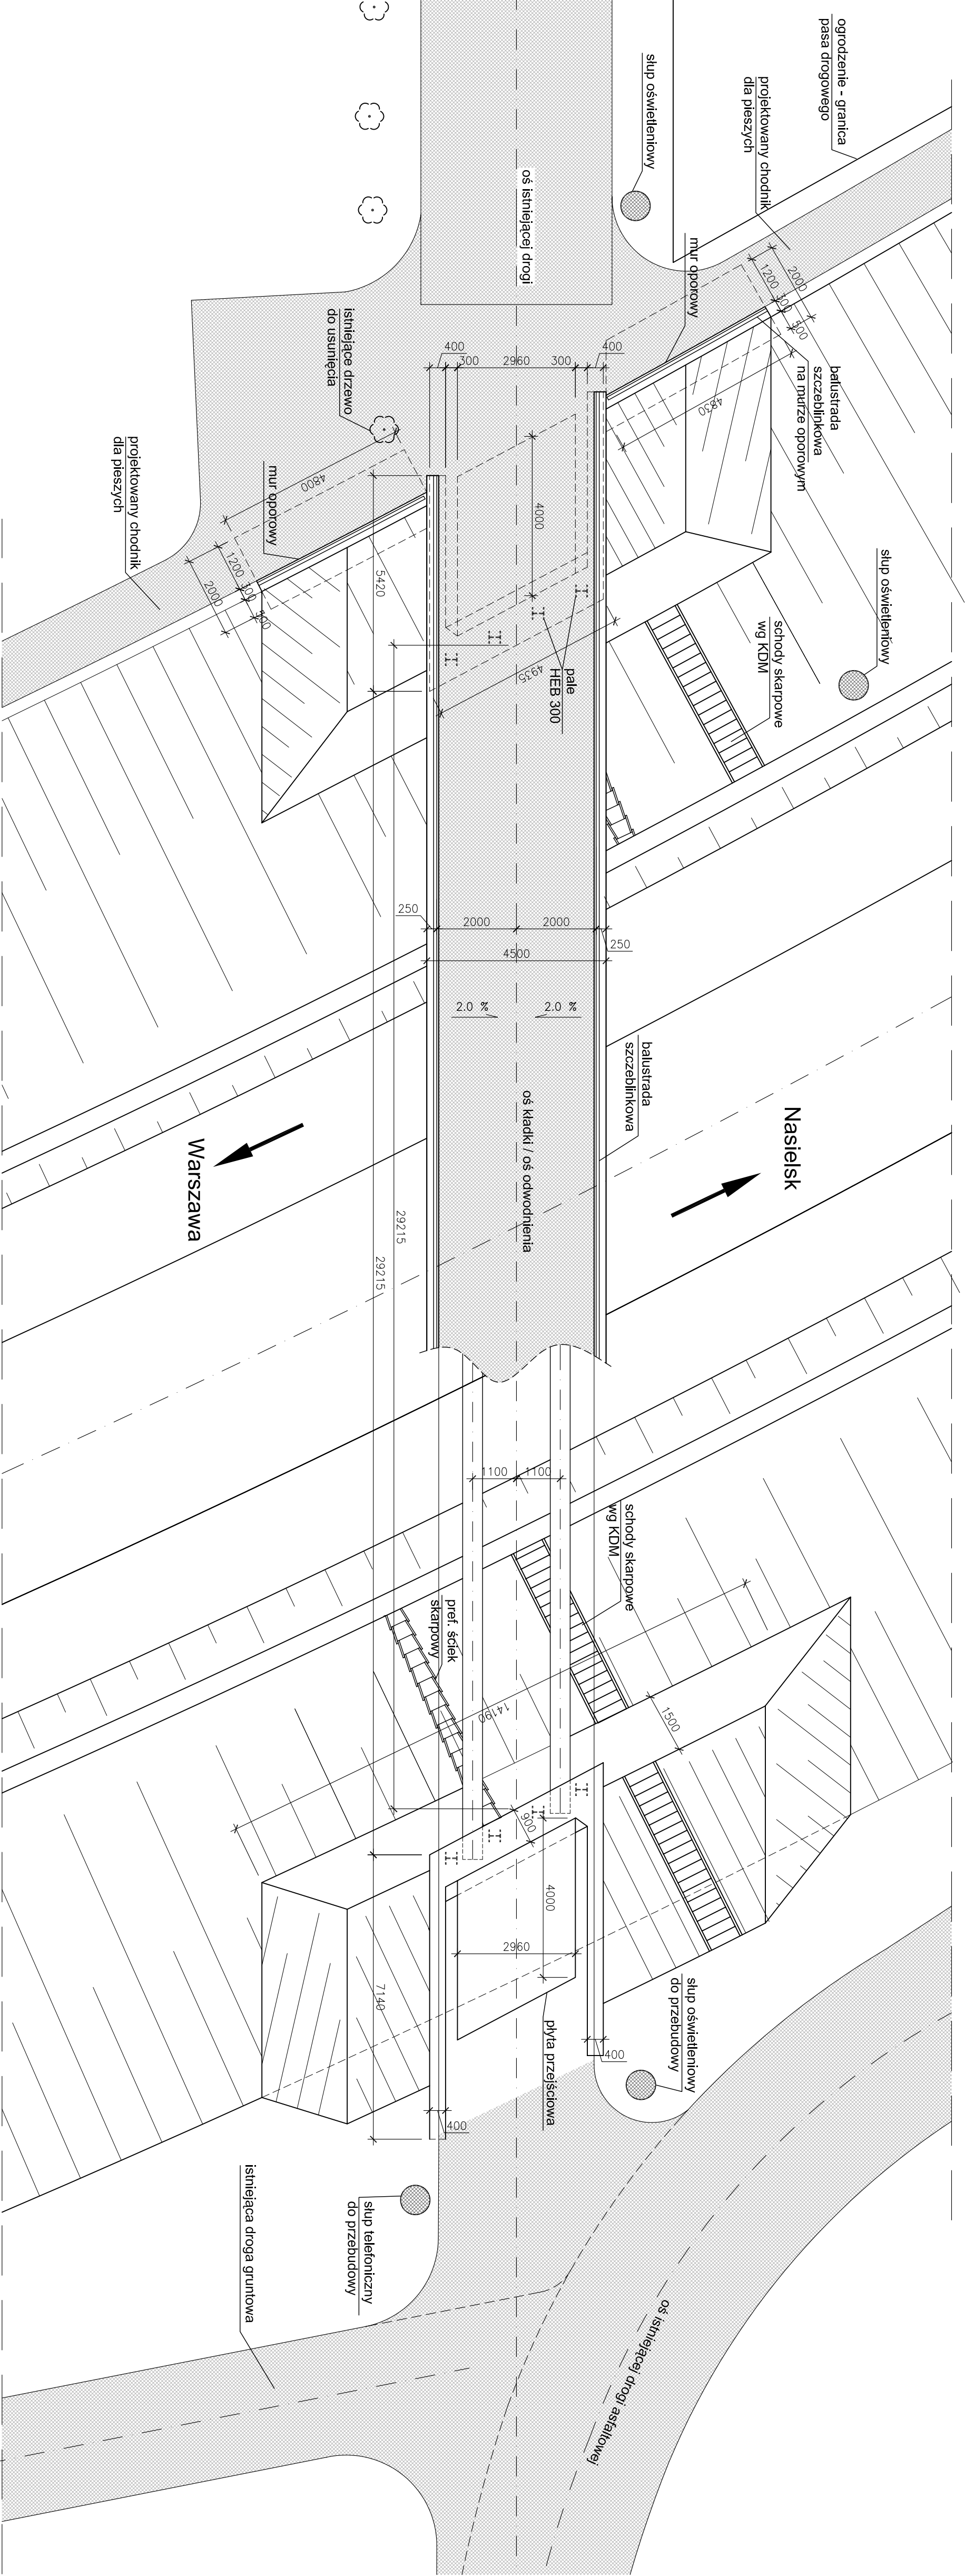 ogrodzenie - granica
pasa drogowego
projektowany chodnik
dla pieszych
słup oświetleniowy
oś istniejącej drogi
mur oporowy
2000
1200
300
500
balustrada
szczeblinkowa
na murze oporowym
4830
istniejące drzewo
do usunięcia
400
300
2960
300
400
4000
projektowany chodnik
dla pieszych
mur oporowy
4800
1200
300
2000
5420
słup oświetleniowy
schody skarpowe
wg KDM
pale
HEB 300
4935
250
2000
2000
250
4500
2.0 %
2.0 %
balustrada
szczeblinkowa
oś kładki / oś odwodnienia
Nasielsk
Warszawa
29215
29215
1100
1100
schody skarpowe
wg KDM
pref. ściek
skarpowy
14190
1500
900
4000
2960
płyta przejściowa
7140
400
400
słup oświetleniowy
do przebudowy
słup telefoniczny
do przebudowy
istniejąca droga gruntowa
oś istniejącej drogi asfaltowej